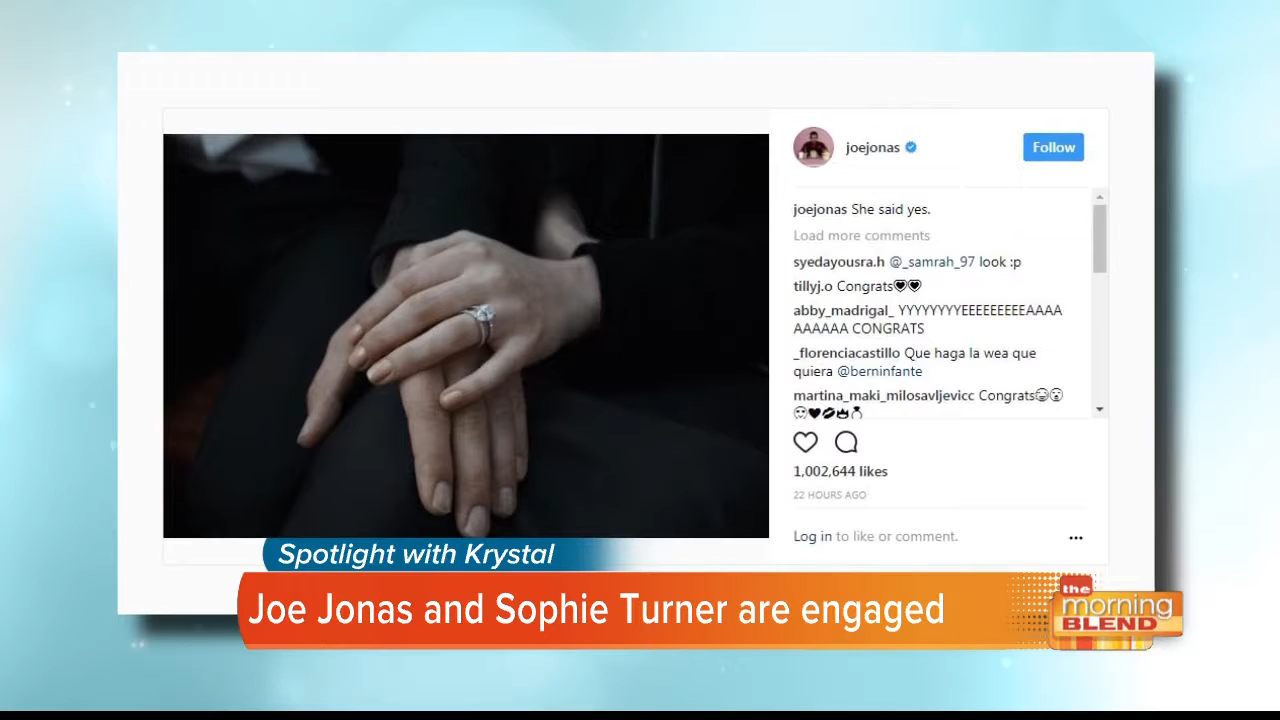 joejonas
Follow
joejonas She said yes.
Load more comments
syedayousra.h @_samrah_97 look :p
tillyj.o Congrats🖤🖤
abby_madrigal_ YYYYYYYYEEEEEEEEEAAAA
AAAAAA CONGRATS
_florenciacastillo Que haga la wea que
quiera @berninfante
martina_maki_milosavljevicc Congrats
1,002,644 likes
22 HOURS AGO
Log in to like or comment.
Spotlight with Krystal
Joe Jonas and Sophie Turner are engaged
the
morning
BLEND